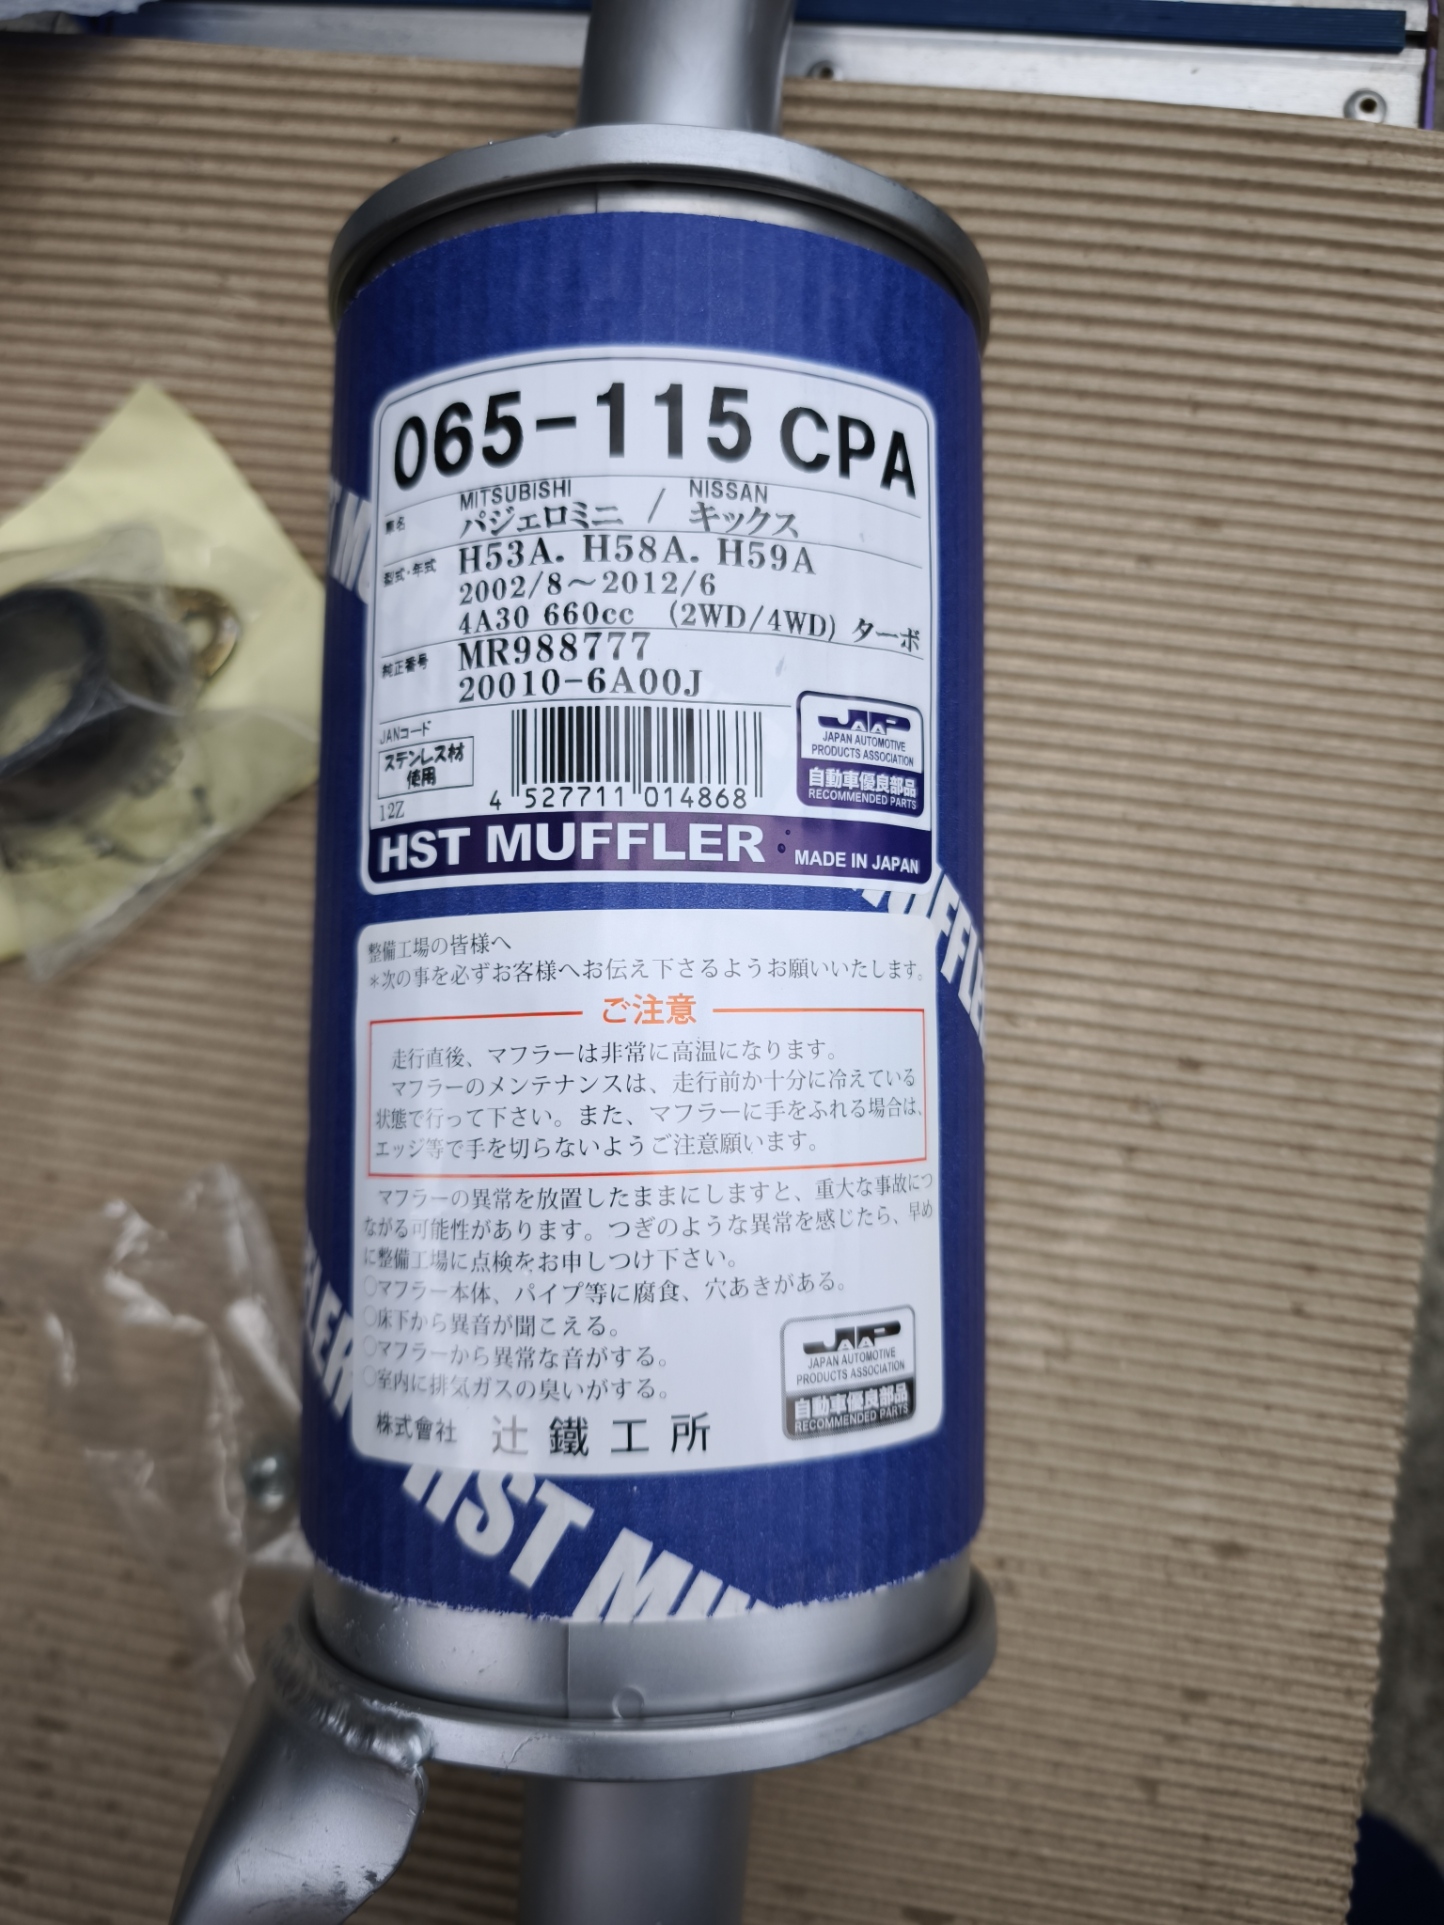 065-115 CPA
車名 MITSUBISHI パジェロミニ / NISSAN キックス
型式・年式 H53A. H58A. H59A
2002/8～2012/6
4A30 660cc (2WD/4WD) ターボ
純正番号 MR988777
20010-6A00J
JANコード
ステンレス材
使用
12Z
4 527711 014868
JAAP
JAPAN AUTOMOTIVE
PRODUCTS ASSOCIATION
自動車優良部品
RECOMMENDED PARTS
HST MUFFLER MADE IN JAPAN
整備工場の皆様へ
*次の事を必ずお客様へお伝え下さるようお願いいたします。
ご注意
走行直後、マフラーは非常に高温になります。
マフラーのメンテナンスは、走行前か十分に冷えている
状態で行って下さい。また、マフラーに手をふれる場合は、
エッジ等で手を切らないようご注意願います。
マフラーの異常を放置したままにしますと、重大な事故につ
ながる可能性があります。つぎのような異常を感じたら、早め
に整備工場に点検をお申しつけ下さい。
○マフラー本体、パイプ等に腐食、穴あきがある。
○床下から異音が聞こえる。
○マフラーから異常な音がする。
○室内に排気ガスの臭いがする。
JAAP
JAPAN AUTOMOTIVE
PRODUCTS ASSOCIATION
自動車優良部品
RECOMMENDED PARTS
株式會社 辻鐵工所
HST MU